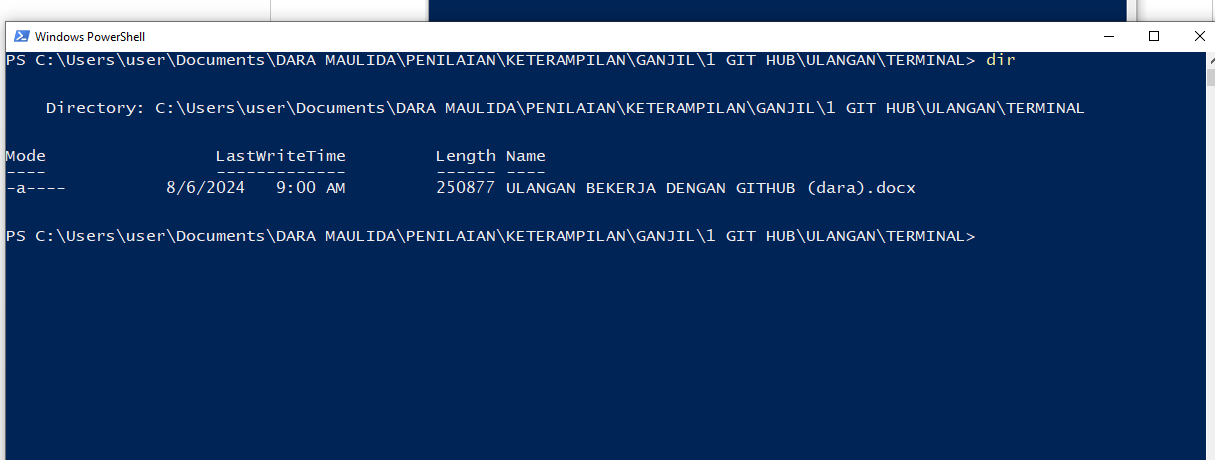 Windows PowerShell
PS C:\Users\user\Documents\DARA MAULIDA\PENILAIAN\KETERAMPILAN\GANJIL\1 GIT HUB\ULANGAN\TERMINAL> dir
Directory: C:\Users\user\Documents\DARA MAULIDA\PENILAIAN\KETERAMPILAN\GANJIL\1 GIT HUB\ULANGAN\TERMINAL
Mode                 LastWriteTime         Length Name
----                 -------------         ------ ----
-a----          8/6/2024   9:00 AM         250877 ULANGAN BEKERJA DENGAN GITHUB (dara).docx
PS C:\Users\user\Documents\DARA MAULIDA\PENILAIAN\KETERAMPILAN\GANJIL\1 GIT HUB\ULANGAN\TERMINAL>